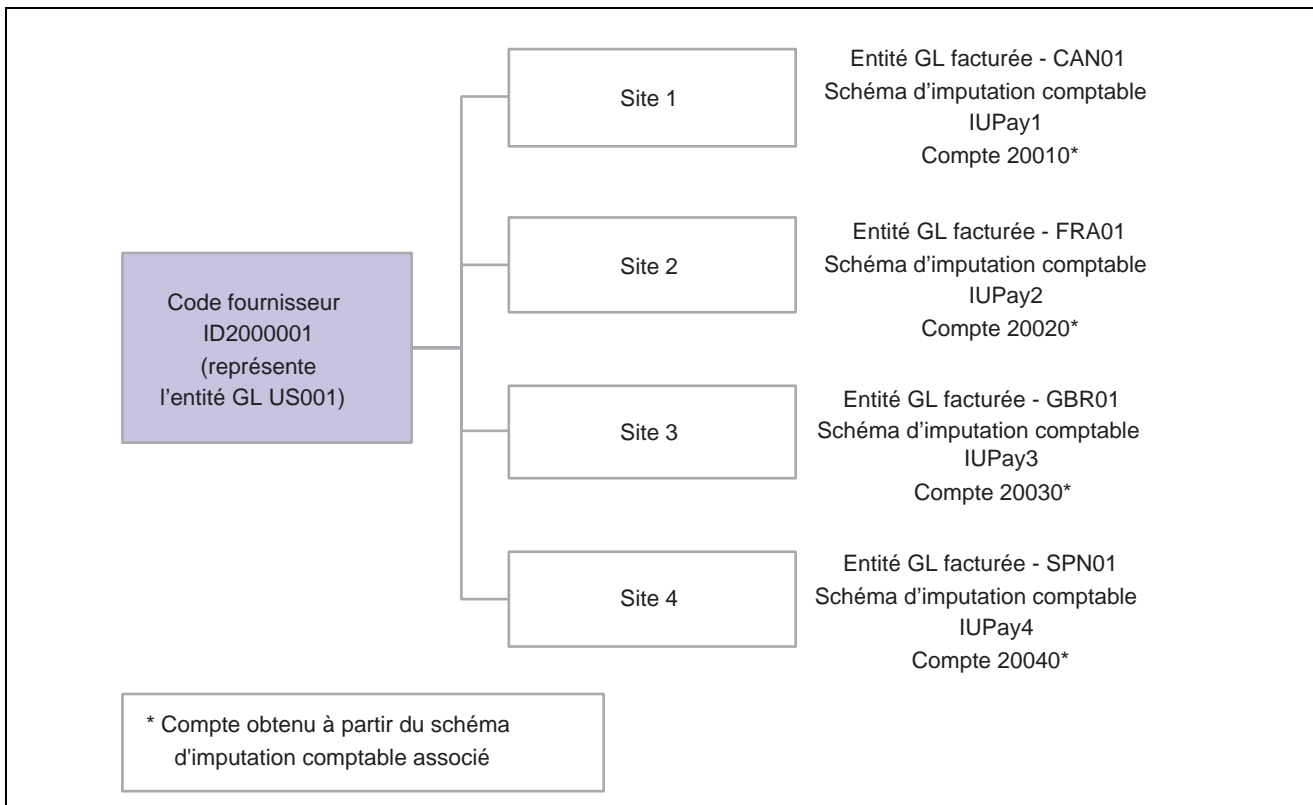 Code fournisseur
ID2000001
(représente
l’entité GL US001)
Site 1
Entité GL facturée - CAN01
Schéma d’imputation comptable
IUPay1
Compte 20010*
Site 2
Entité GL facturée - FRA01
Schéma d’imputation comptable
IUPay2
Compte 20020*
Site 3
Entité GL facturée - GBR01
Schéma d’imputation comptable
IUPay3
Compte 20030*
Site 4
Entité GL facturée - SPN01
Schéma d’imputation comptable
IUPay4
Compte 20040*
* Compte obtenu à partir du schéma
d'imputation comptable associé